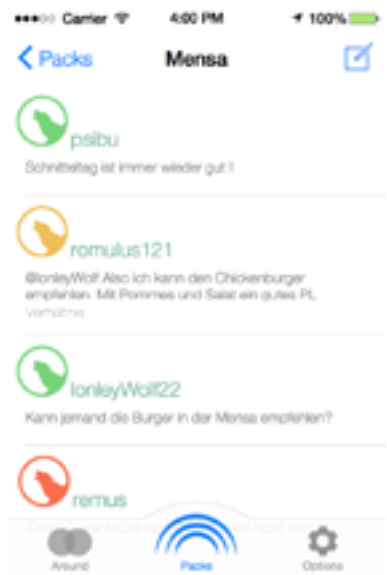 Carrier 4:00 PM 100%
Packs Mensa
psibu
Schnitteltag ist immer wieder gut !
romulus121
@lonleyWolf Also ich kann den Chickenburger
empfehlen. Mit Pommes und Salat ein gutes PL
Verhältnis.
lonleyWolf22
Kann jemand die Burger in der Mensa empfehlen?
remus
Around Packs Options